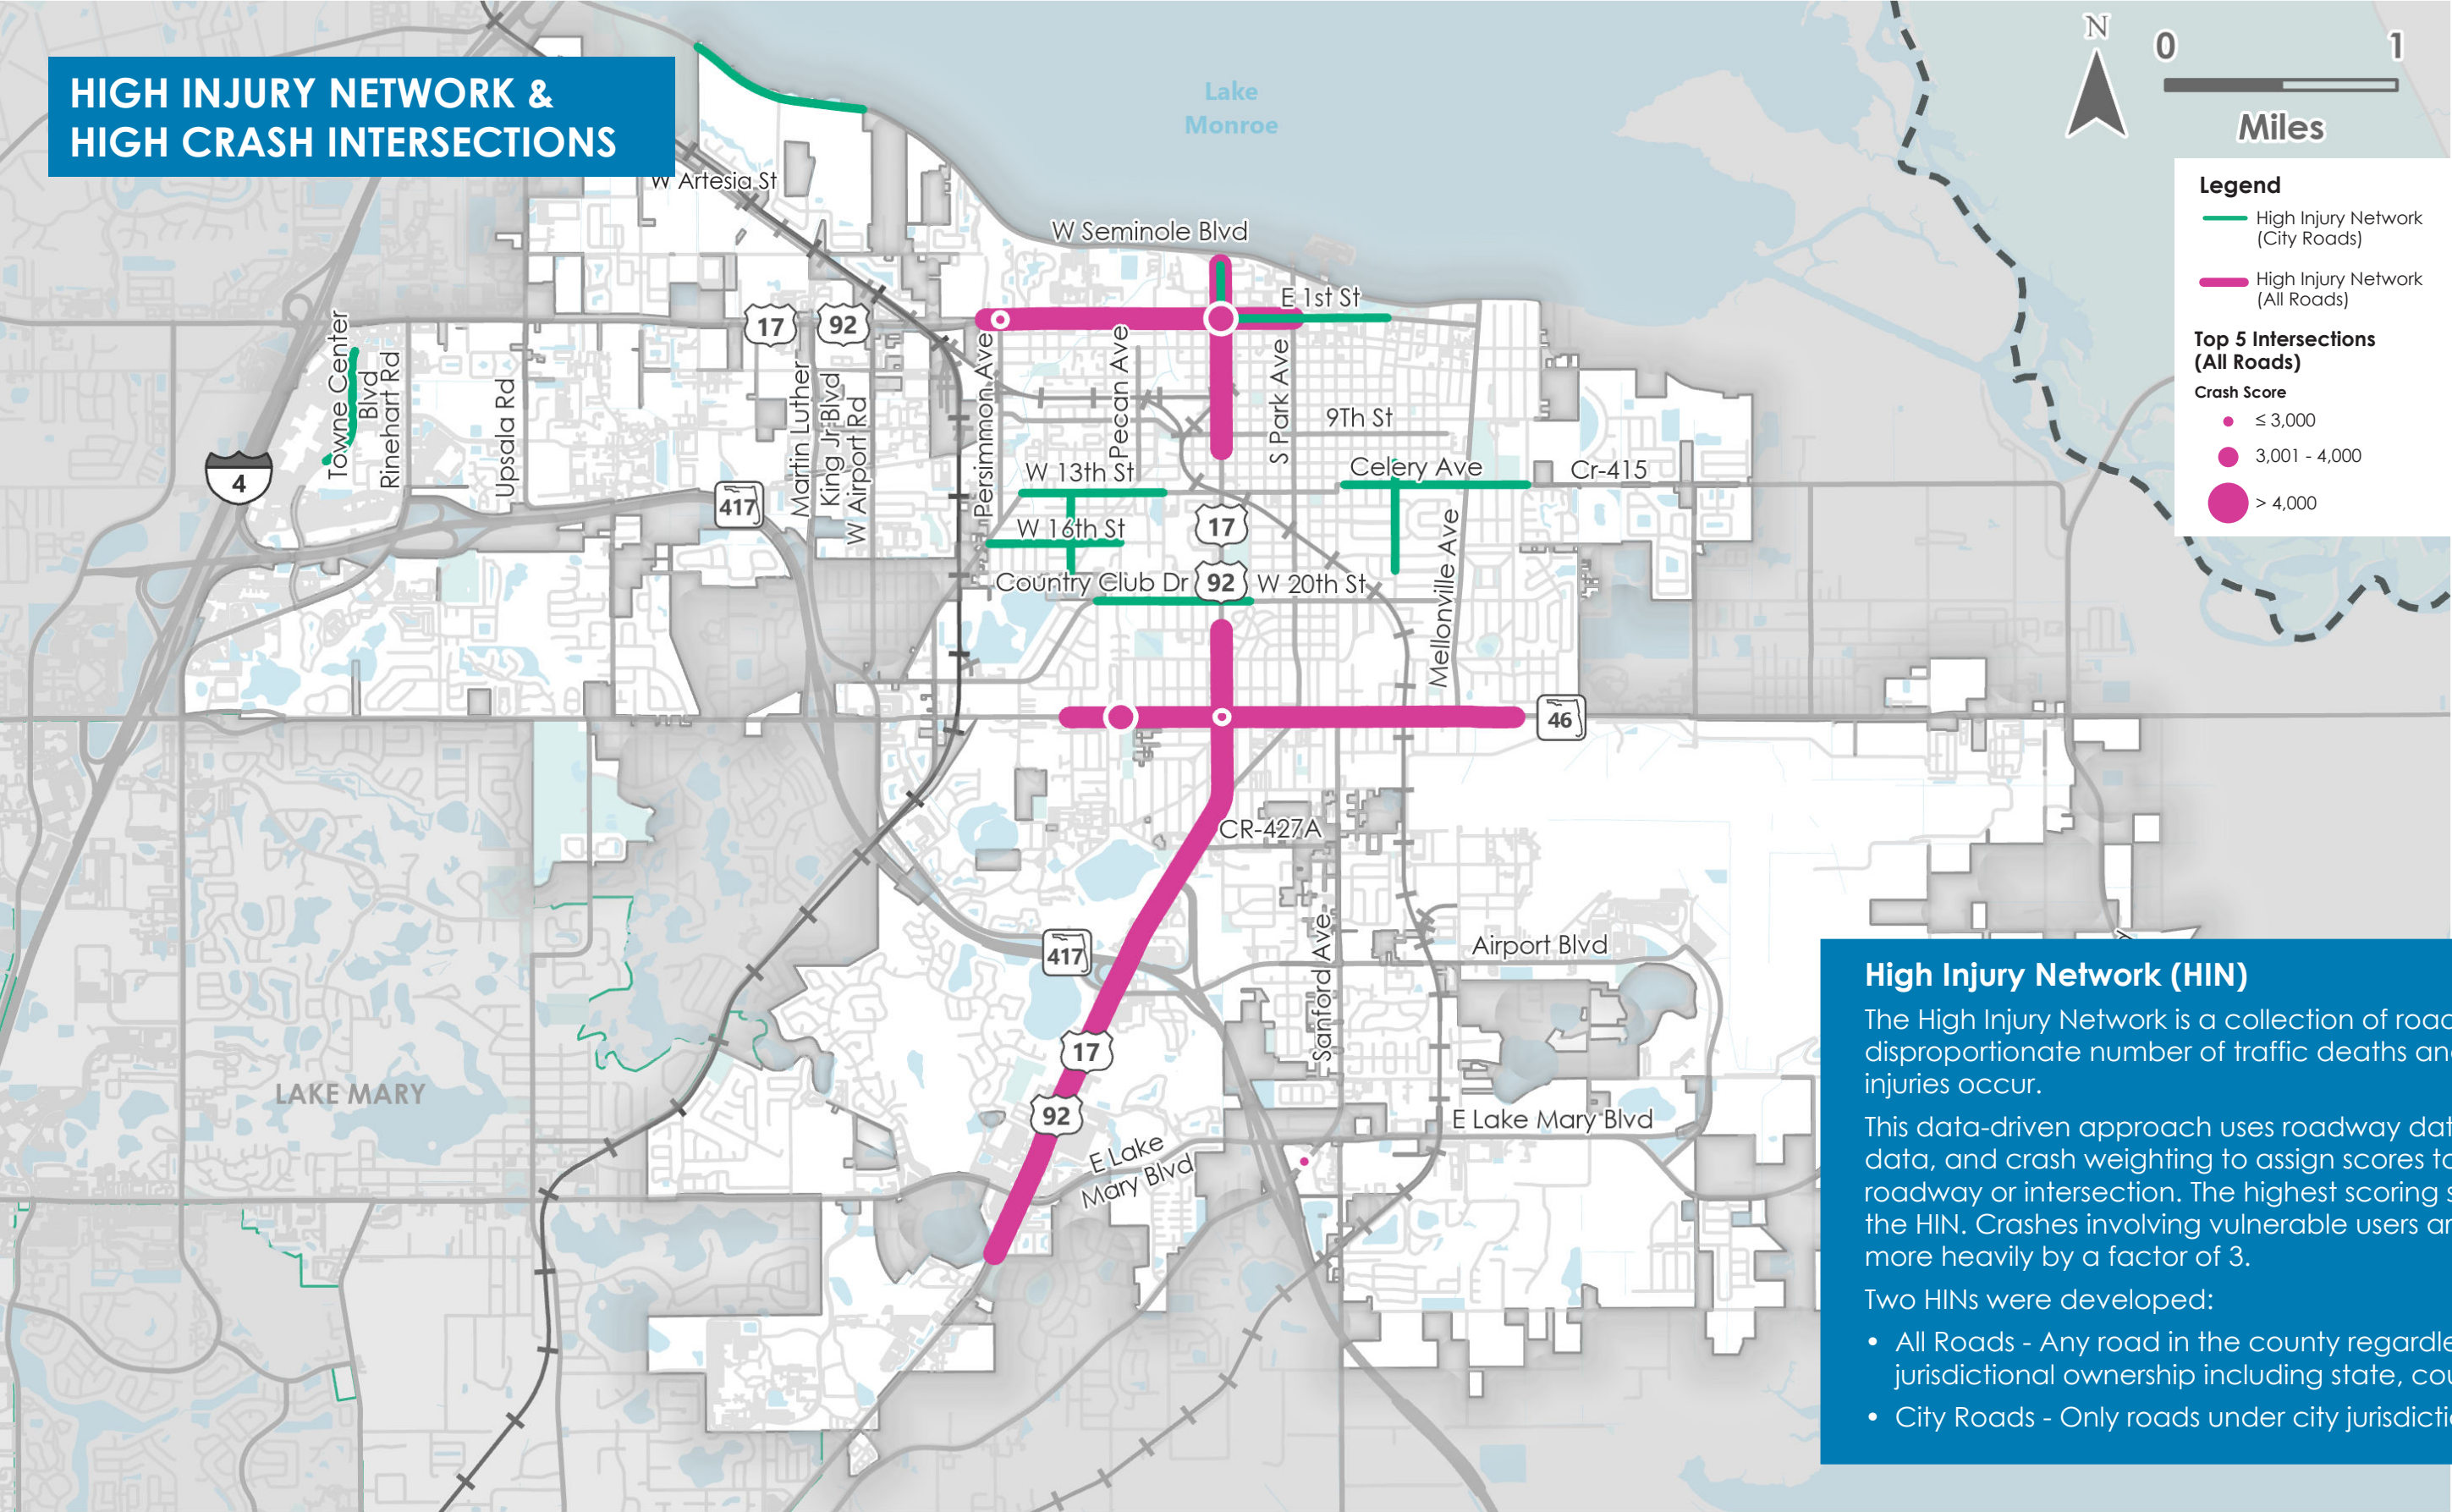 HIGH INJURY NETWORK &
HIGH CRASH INTERSECTIONS
N
0 1
Miles
Legend
High Injury Network
(City Roads)
High Injury Network
(All Roads)
Top 5 Intersections
(All Roads)
Crash Score
≤ 3,000
3,001 - 4,000
> 4,000
Lake
Monroe
W Artesia St
W Seminole Blvd
E 1st St
17
92
Towne Center
Blvd
Rinehart Rd
Upsala Rd
Martin Luther
King Jr Blvd
W Airport Rd
Persimmon Ave
Pecan Ave
S Park Ave
9Th St
4
417
W 13th St
Celery Ave
Cr-415
W 16th St
17
Country Club Dr
92
W 20th St
Mellonville Ave
46
CR-427A
417
Sanford Ave
Airport Blvd
17
92
LAKE MARY
E Lake
Mary Blvd
E Lake Mary Blvd
High Injury Network (HIN)
The High Injury Network is a collection of
disproportionate number of traffic deaths
injuries occur.
This data-driven approach uses roadway
data, and crash weighting to assign scores
roadway or intersection. The highest scoring
the HIN. Crashes involving vulnerable users
more heavily by a factor of 3.
Two HINs were developed:
• All Roads - Any road in the county
jurisdictional ownership including state,
• City Roads - Only roads under city